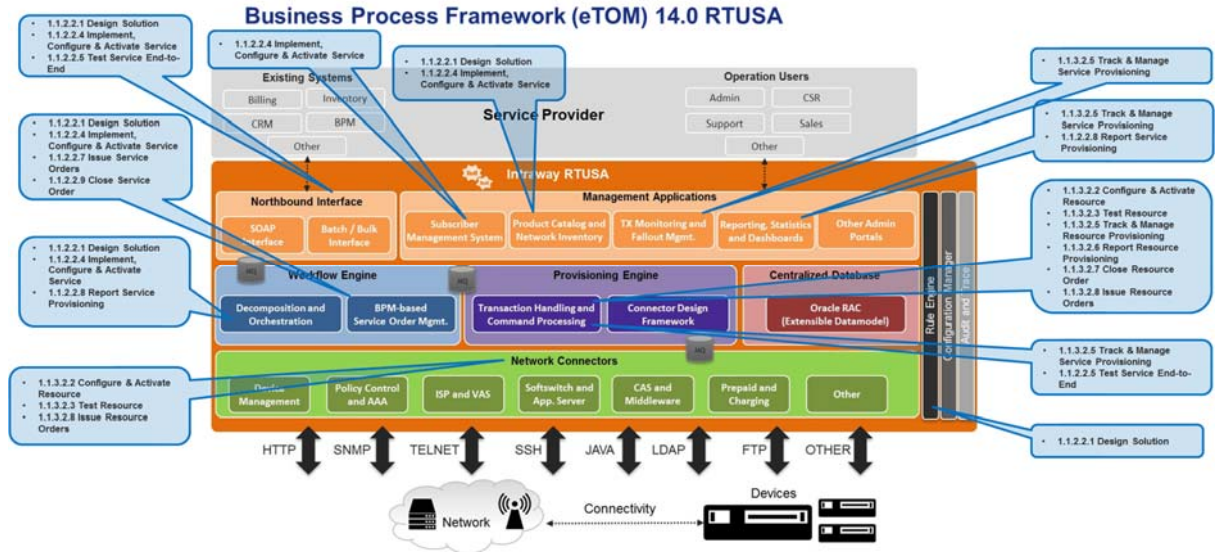 Business Process Framework (eTOM) 14.0 RTUSA
• 1.1.2.2.1 Design Solution
• 1.1.2.2.4 Implement,
Configure & Activate Service
• 1.1.2.2.5 Test Service End-to-
End
• 1.1.2.2.4 Implement,
Configure & Activate Service
• 1.1.2.2.1 Design Solution
• 1.1.2.2.4 Implement,
Configure & Activate Service
• 1.1.3.2.5 Track & Manage
Service Provisioning
• 1.1.2.2.1 Design Solution
• 1.1.2.2.4 Implement,
Configure & Activate Service
• 1.1.2.2.7 Issue Service
Orders
• 1.1.2.2.9 Close Service
Order
• 1.1.3.2.5 Track & Manage
Service Provisioning
• 1.1.2.2.8 Report Service
Provisioning
Existing Systems
Billing
Inventory
CRM
BPM
Other
Service Provider
Operation Users
Admin
CSR
Support
Sales
Other
Intraway RTUSA
Northbound Interface
SOAP
Interface
Batch / Bulk
Interface
Management Applications
Subscriber
Management System
Product Catalog and
Network Inventory
TX Monitoring and
Fallout Mgmt.
Reporting, Statistics
and Dashboards
Other Admin
Portals
• 1.1.3.2.2 Configure & Activate
Resource
• 1.1.3.2.3 Test Resource
• 1.1.3.2.5 Track & Manage
Resource Provisioning
• 1.1.3.2.6 Report Resource
Provisioning
• 1.1.3.2.7 Close Resource
Order
• 1.1.3.2.8 Issue Resource
Orders
• 1.1.2.2.1 Design Solution
• 1.1.2.2.4 Implement,
Configure & Activate
Service
• 1.1.2.2.8 Report Service
Provisioning
HQ
Workflow Engine
Decomposition and
Orchestration
BPM-based
Service Order Mgmt.
HQ
Provisioning Engine
Transaction Handling and
Command Processing
Connector Design
Framework
HQ
Centralized Database
Oracle RAC
(Extensible Datamodel)
Rule Engine
Configuration Manager
Audit and Trace
• 1.1.3.2.5 Track & Manage
Service Provisioning
• 1.1.2.2.5 Test Service End-to-
End
• 1.1.3.2.2 Configure & Activate
Resource
• 1.1.3.2.3 Test Resource
• 1.1.3.2.8 Issue Resource
Orders
Network Connectors
Device
Management
Policy Control
and AAA
ISP and VAS
Softswitch and
App. Server
CAS and
Middleware
Prepaid and
Charging
Other
• 1.1.2.2.1 Design Solution
HTTP
SNMP
TELNET
SSH
JAVA
LDAP
FTP
OTHER
Network
Connectivity
Devices